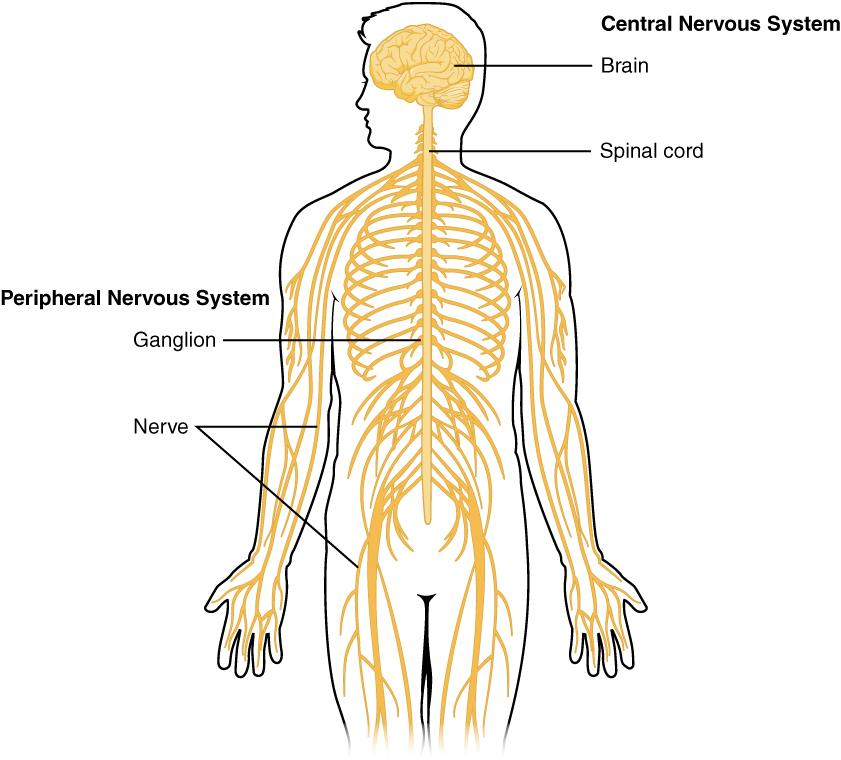 Central Nervous System
Brain
Spinal cord
Peripheral Nervous System
Ganglion
Nerve